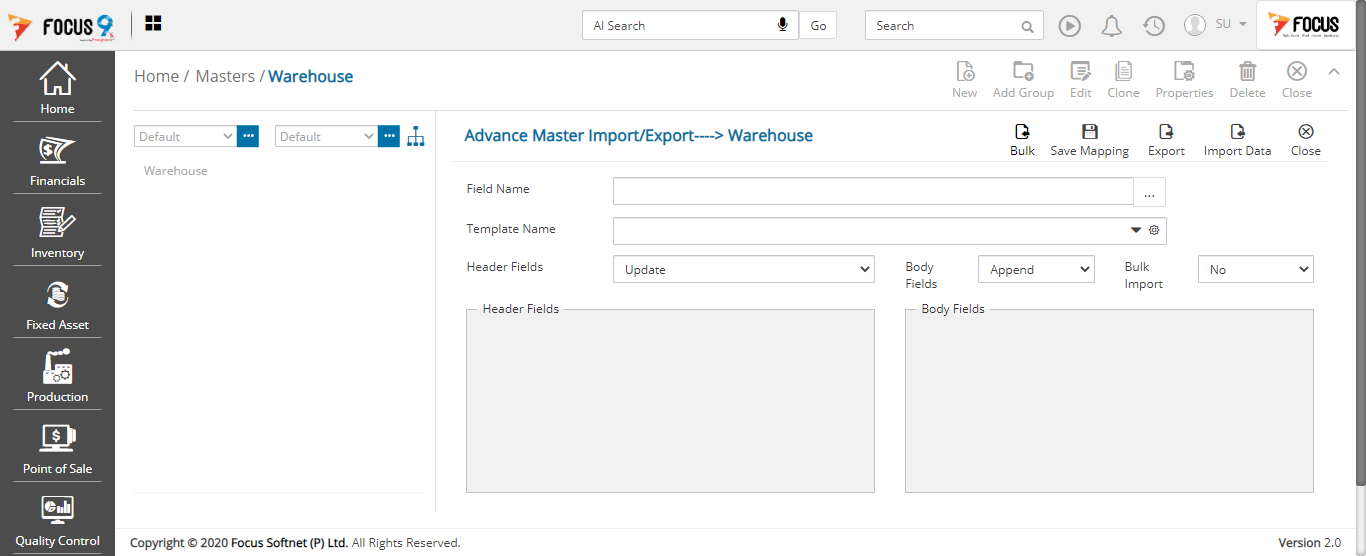 FOCUS 9
AI Search
Go
Search
SU
FOCUS
Home
Financials
Inventory
Fixed Asset
Production
Point of Sale
Quality Control
Home / Masters / Warehouse
New
Add Group
Edit
Clone
Properties
Delete
Close
Default
...
Default
...
Warehouse
Advance Master Import/Export----> Warehouse
Bulk
Save Mapping
Export
Import Data
Close
Field Name
...
Template Name
Header Fields
Update
Body
Fields
Append
Bulk
Import
No
Header Fields
Body Fields
Copyright © 2020 Focus Softnet (P) Ltd. All Rights Reserved.
Version 2.0